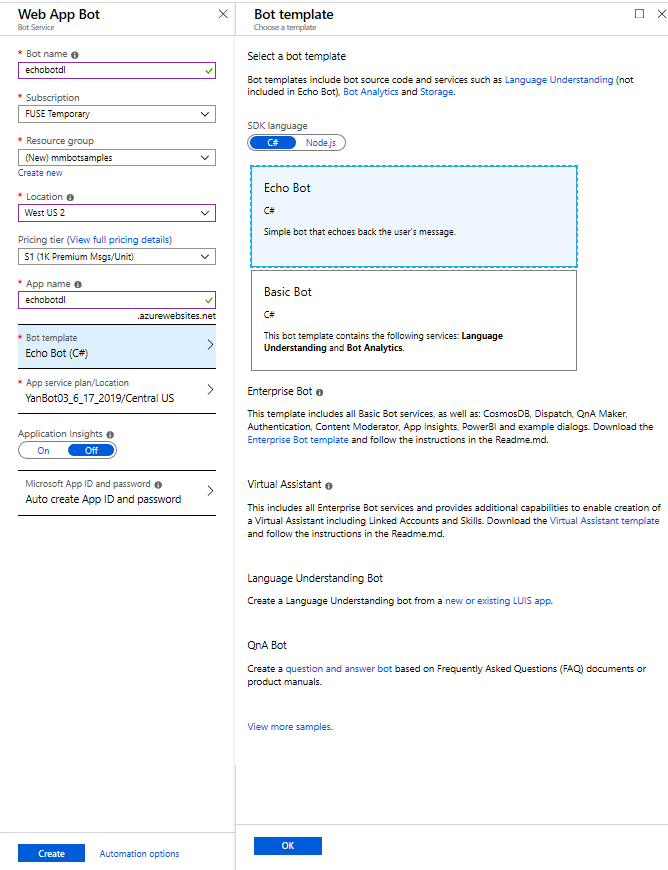 Web App Bot
Bot Service
* Bot name
echobotdl
* Subscription
FUSE Temporary
* Resource group
(New) mmbotsamples
Create new
* Location
West US 2
Pricing tier (View full pricing details)
S1 (1K Premium Msgs/Unit)
* App name
echobotdl
.azurewebsites.net
* Bot template
Echo Bot (C#)
* App service plan/Location
YanBot03_6_17_2019/Central US
Application Insights
On Off
Microsoft App ID and password
Auto create App ID and password
Create Automation options
Bot template
Choose a template
Select a bot template
Bot templates include bot source code and services such as Language Understanding (not
included in Echo Bot), Bot Analytics and Storage.
SDK language
C# Node.js
Echo Bot
C#
Simple bot that echoes back the user's message.
Basic Bot
C#
This bot template contains the following services: Language
Understanding and Bot Analytics.
Enterprise Bot
This template includes all Basic Bot services, as well as: CosmosDB, Dispatch, QnA Maker,
Authentication, Content Moderator, App Insights, PowerBI and example dialogs. Download the
Enterprise Bot template and follow the instructions in the Readme.md.
Virtual Assistant
This includes all Enterprise Bot services and provides additional capabilities to enable creation of
a Virtual Assistant including Linked Accounts and Skills. Download the Virtual Assistant template
and follow the instructions in the Readme.md.
Language Understanding Bot
Create a Language Understanding bot from a new or existing LUIS app.
QnA Bot
Create a question and answer bot based on Frequently Asked Questions (FAQ) documents or
product manuals.
View more samples.
OK